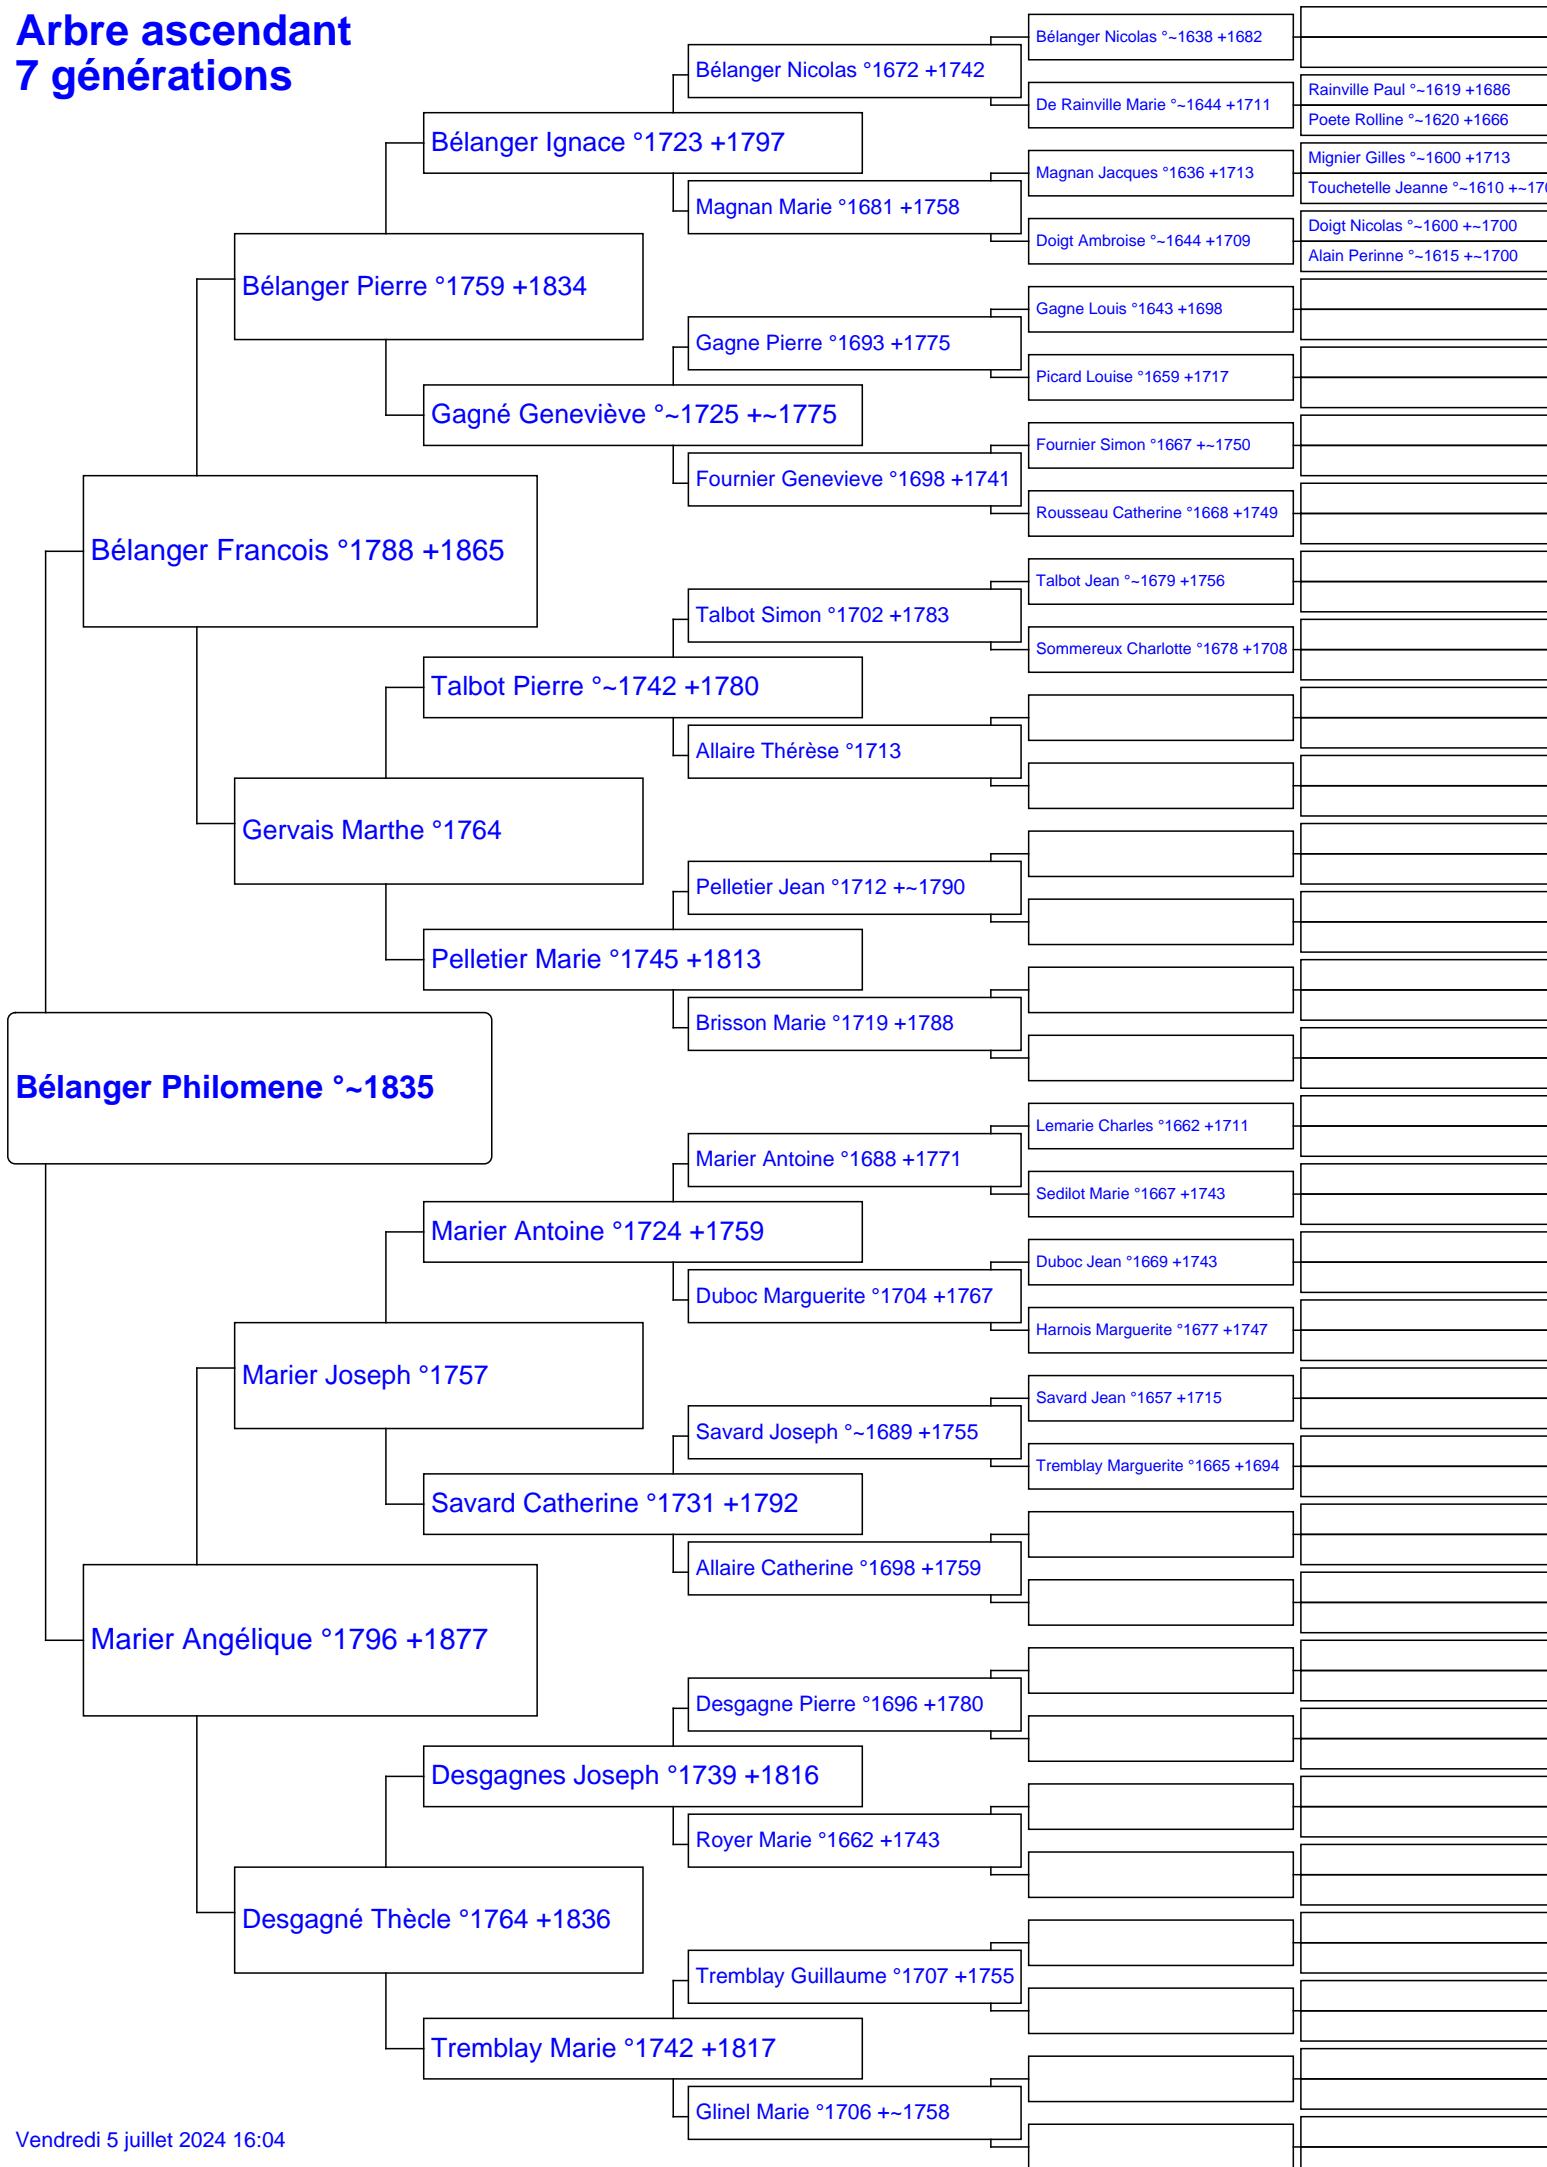 Arbre ascendant
7 générations
Bélanger Nicolas °~1638 +1682
Bélanger Nicolas °1672 +1742
Rainville Paul °~1619 +1686
De Rainville Marie °~1644 +1711
Poete Rolline °~1620 +1666
Bélanger Ignace °1723 +1797
Mignier Gilles °~1600 +1713
Magnan Jacques °1636 +1713
Touchetelle Jeanne °~1610 +~170
Magnan Marie °1681 +1758
Doigt Nicolas °~1600 +~1700
Doigt Ambroise °~1644 +1709
Alain Perinne °~1615 +~1700
Bélanger Pierre °1759 +1834
Gagne Louis °1643 +1698
Gagne Pierre °1693 +1775
Picard Louise °1659 +1717
Gagné Geneviève °~1725 +~1775
Fournier Simon °1667 +~1750
Fournier Genevieve °1698 +1741
Rousseau Catherine °1668 +1749
Bélanger Francois °1788 +1865
Talbot Jean °~1679 +1756
Talbot Simon °1702 +1783
Sommereux Charlotte °1678 +1708
Talbot Pierre °~1742 +1780
Allaire Thérèse °1713
Gervais Marthe °1764
Pelletier Jean °1712 +~1790
Pelletier Marie °1745 +1813
Brisson Marie °1719 +1788
Bélanger Philomene °~1835
Lemarie Charles °1662 +1711
Marier Antoine °1688 +1771
Sedilot Marie °1667 +1743
Marier Antoine °1724 +1759
Duboc Jean °1669 +1743
Duboc Marguerite °1704 +1767
Harnois Marguerite °1677 +1747
Marier Joseph °1757
Savard Jean °1657 +1715
Savard Joseph °~1689 +1755
Tremblay Marguerite °1665 +1694
Savard Catherine °1731 +1792
Allaire Catherine °1698 +1759
Marier Angélique °1796 +1877
Desgagne Pierre °1696 +1780
Desgagnes Joseph °1739 +1816
Royer Marie °1662 +1743
Desgagné Thècle °1764 +1836
Tremblay Guillaume °1707 +1755
Tremblay Marie °1742 +1817
Glinel Marie °1706 +~1758
Vendredi 5 juillet 2024 16:04